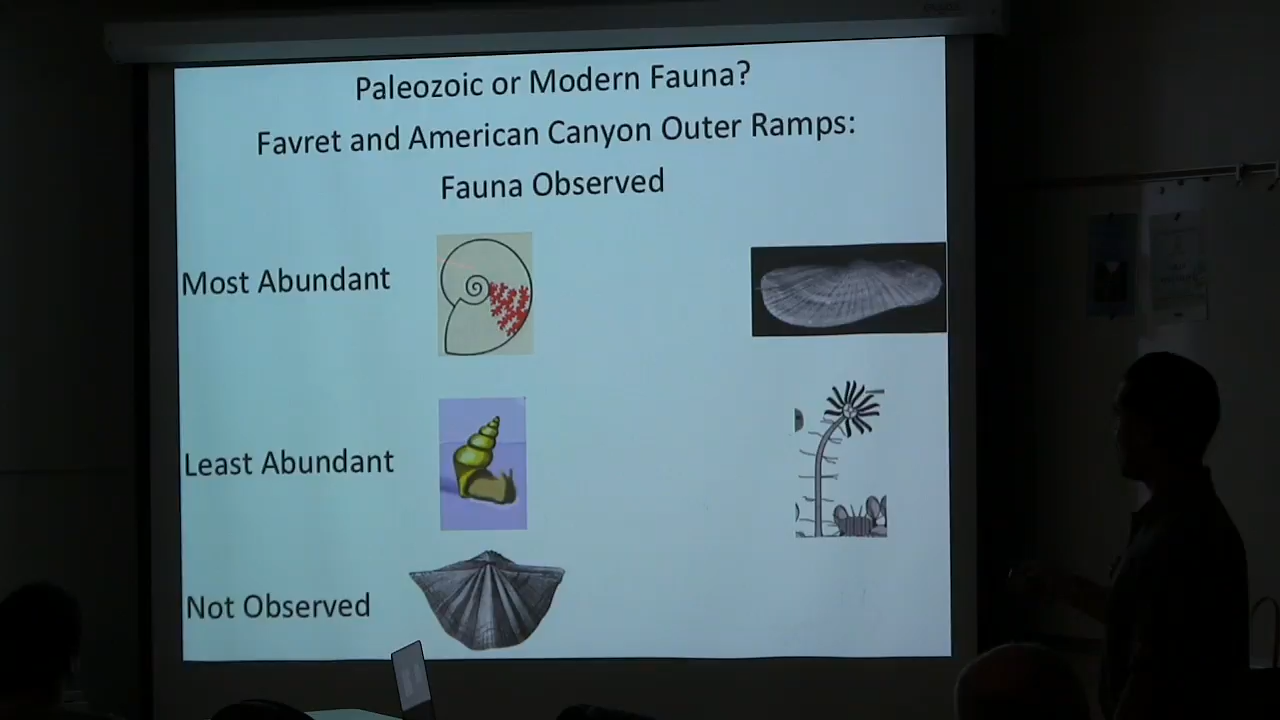 Paleozoic or Modern Fauna?
Favret and American Canyon Outer Ramps:
Fauna Observed
Most Abundant
Least Abundant
Not Observed